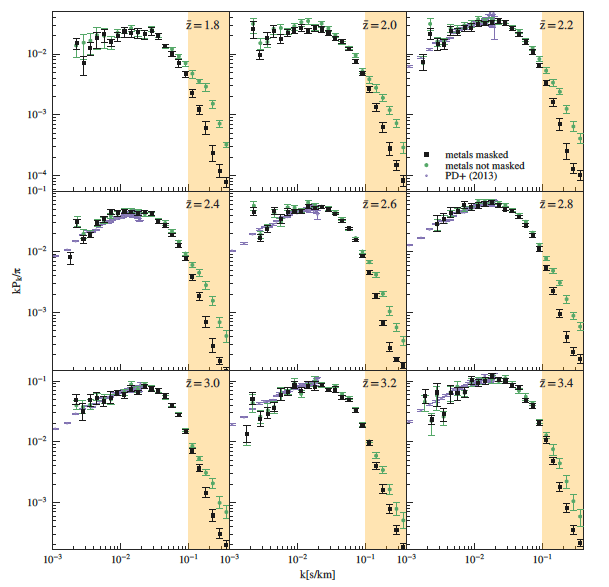 z̄ = 1.8
z̄ = 2.0
z̄ = 2.2
10⁻²
10⁻³
10⁻⁴
10⁻¹
metals masked
metals not masked
PD+ (2013)
z̄ = 2.4
z̄ = 2.6
z̄ = 2.8
10⁻²
10⁻³
kPₖ/π
10⁻¹
z̄ = 3.0
z̄ = 3.2
z̄ = 3.4
10⁻²
10⁻³
10⁻³ 10⁻² 10⁻¹ 10⁻³ 10⁻² 10⁻¹ 10⁻³ 10⁻² 10⁻¹
k[s/km]